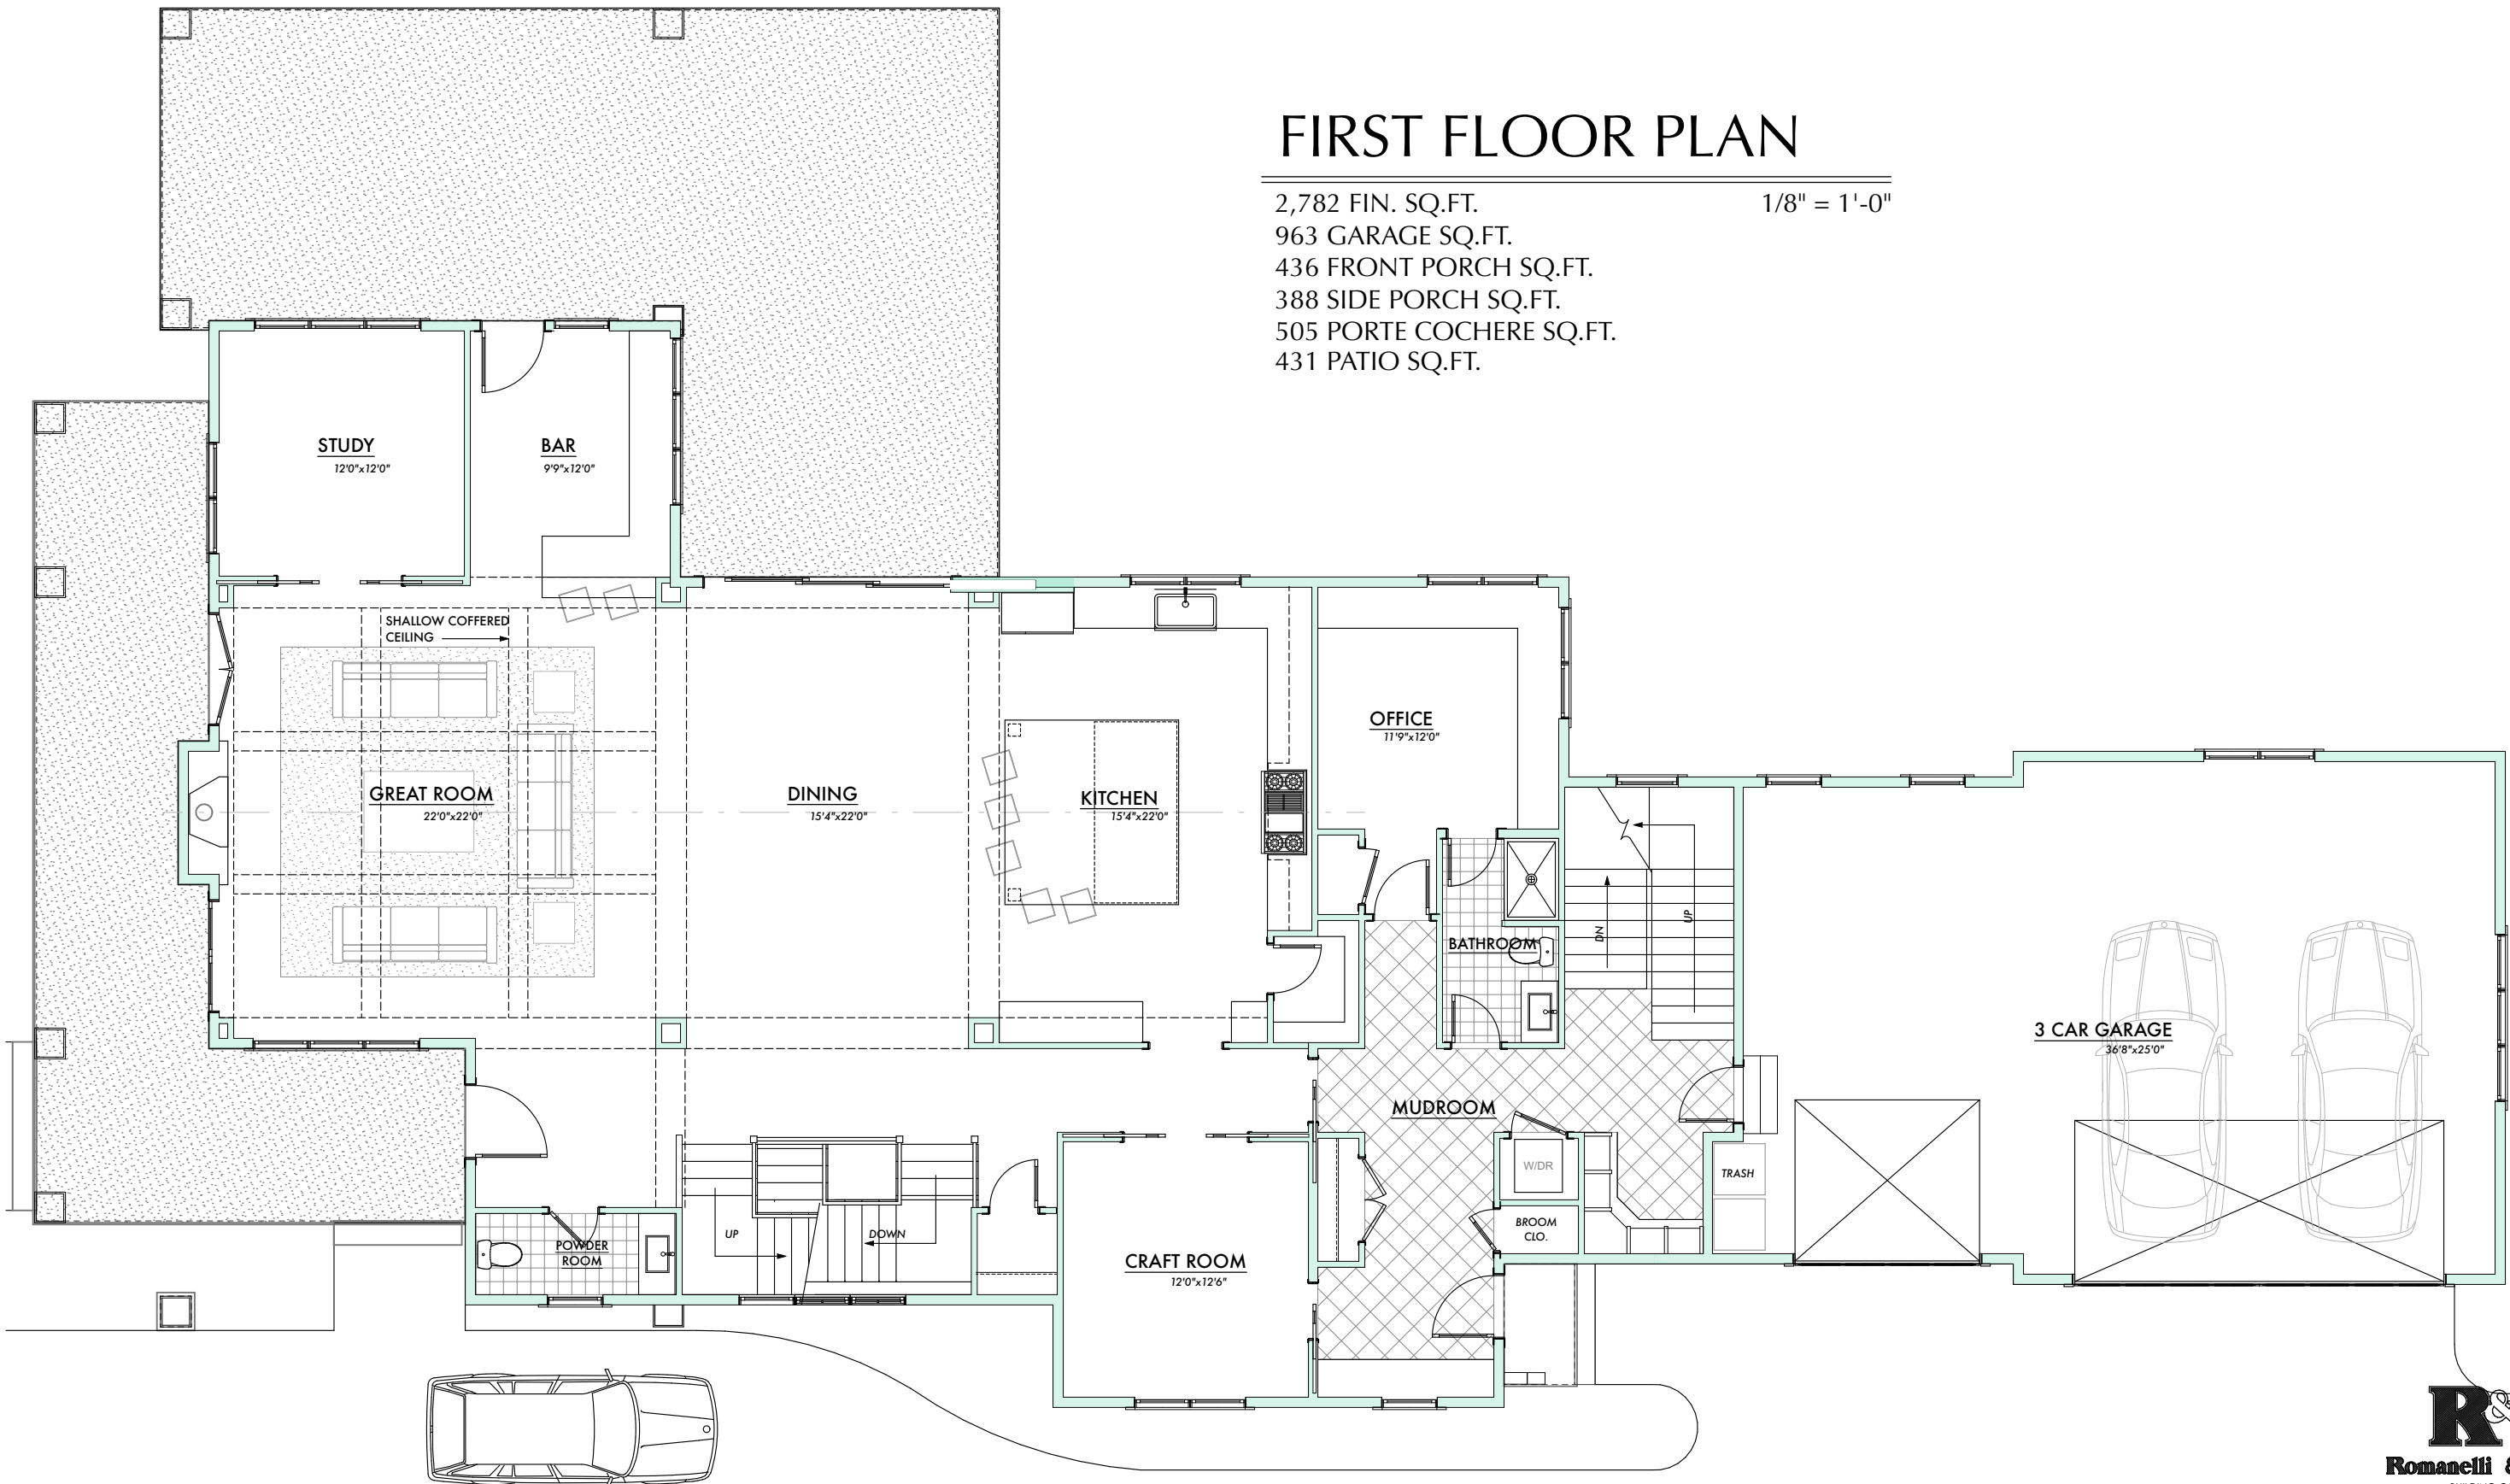 FIRST FLOOR PLAN
2,782 FIN. SQ.FT. 1/8" = 1'-0"
963 GARAGE SQ.FT.
436 FRONT PORCH SQ.FT.
388 SIDE PORCH SQ.FT.
505 PORTE COCHERE SQ.FT.
431 PATIO SQ.FT.
STUDY
12'0"x12'0"
BAR
9'9"x12'0"
SHALLOW COFFERED
CEILING
GREAT ROOM
22'0"x22'0"
DINING
15'4"x22'0"
KITCHEN
15'4"x22'0"
OFFICE
11'9"x12'0"
BATHROOM
DN
UP
3 CAR GARAGE
36'8"x25'0"
MUDROOM
W/DR
TRASH
BROOM
CLO.
UP
DOWN
POWDER
ROOM
CRAFT ROOM
12'0"x12'6"
R&
Romanelli &